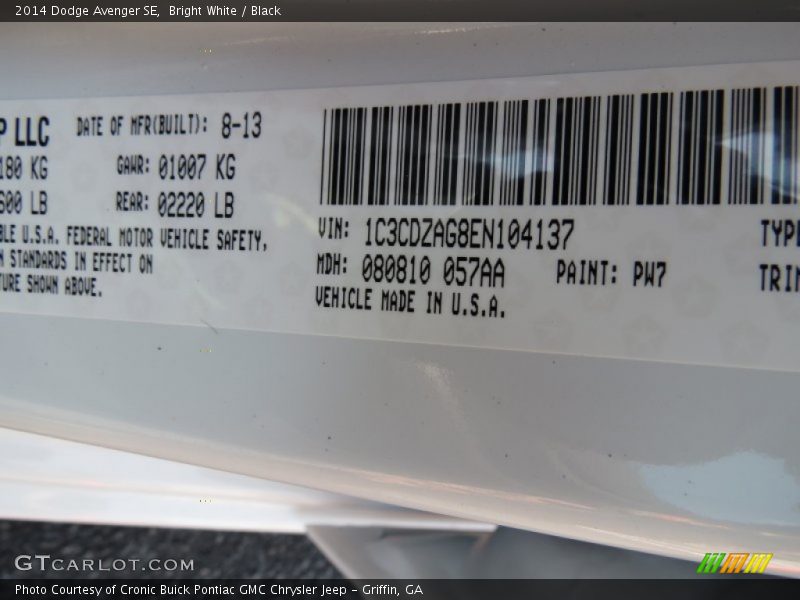 2014 Dodge Avenger SE,  Bright White / Black
P LLC
DATE OF MFR(BUILT): 8-13
180 KG GAWR: 01007 KG
600 LB REAR: 02220 LB
BLE U.S.A. FEDERAL MOTOR VEHICLE SAFETY,
N STANDARDS IN EFFECT ON
TURE SHOWN ABOVE.
VIN: 1C3CDZAG8EN104137 TYPE
MDH: 080810 057AA PAINT: PW7 TRIM
VEHICLE MADE IN U.S.A.
GTCARLOT.COM
Photo Courtesy of Cronic Buick Pontiac GMC Chrysler Jeep - Griffin, GA